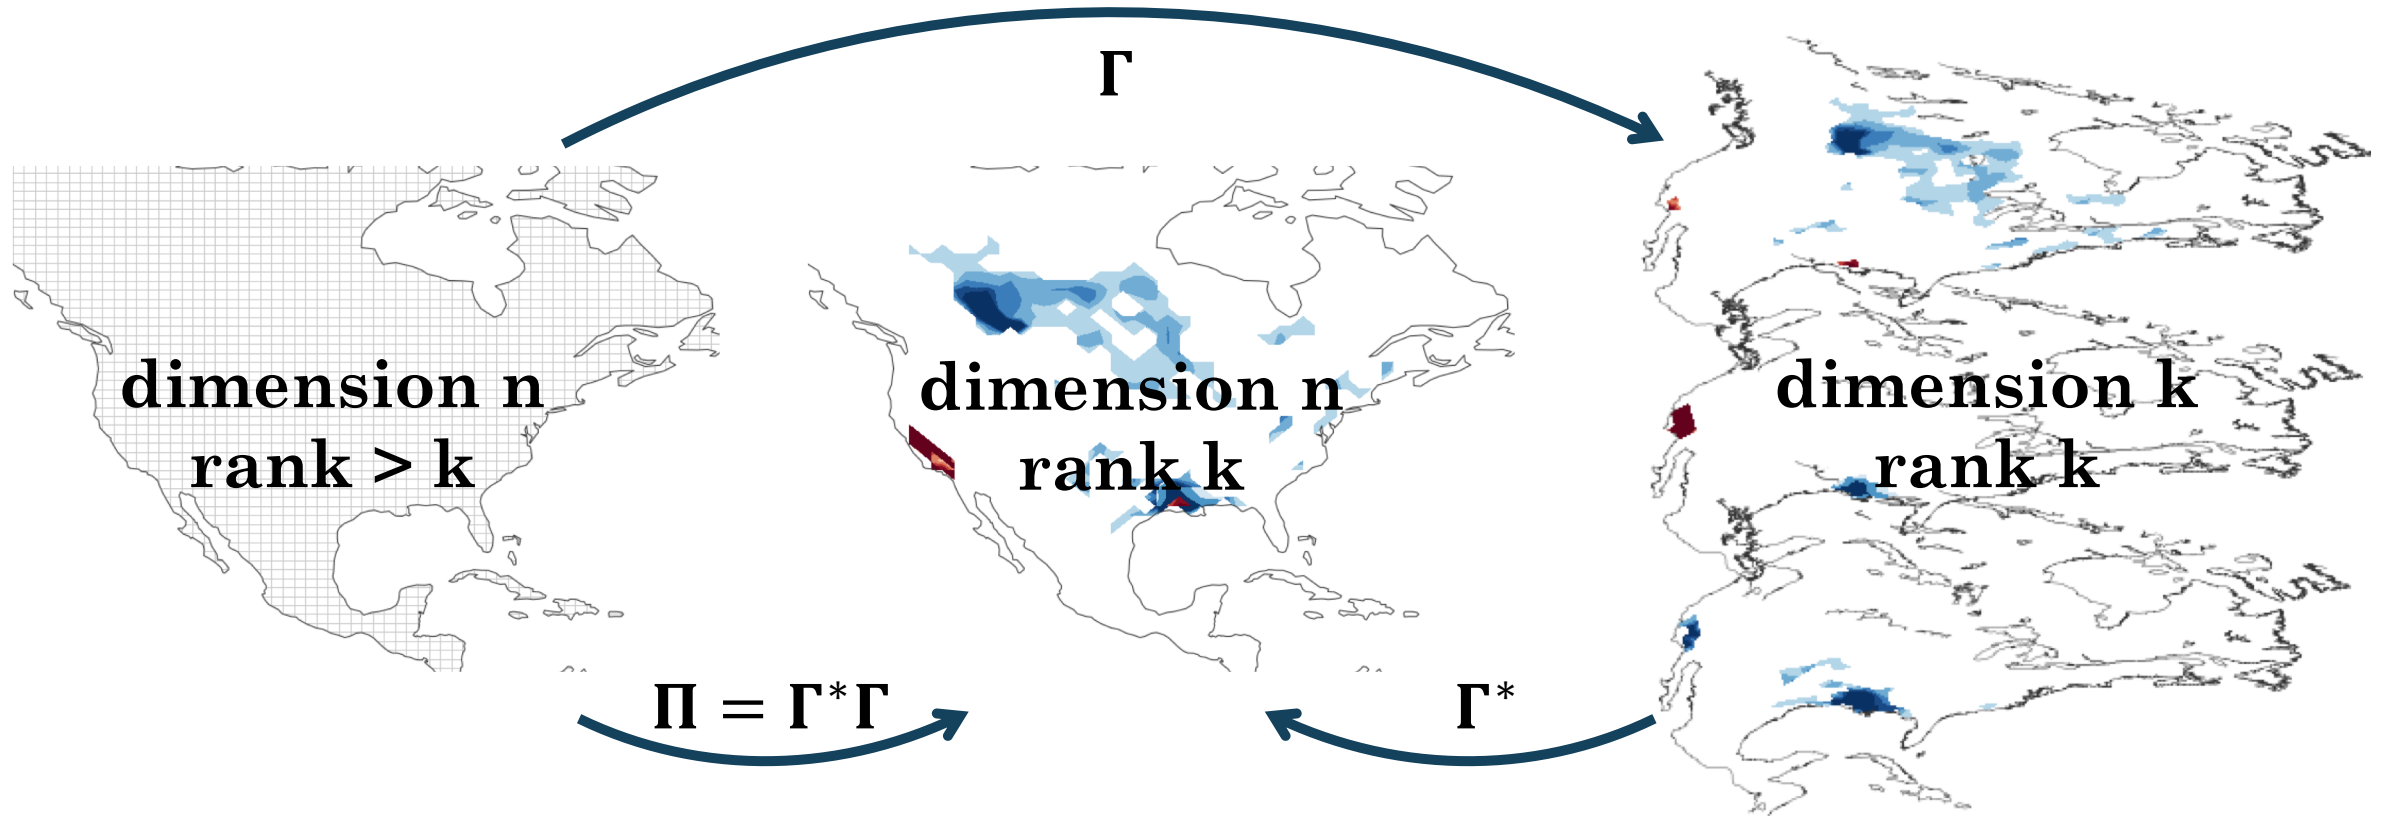 Γ
dimension n
rank > k
dimension n
rank k
dimension k
rank k
Π = Γ*Γ
Γ*